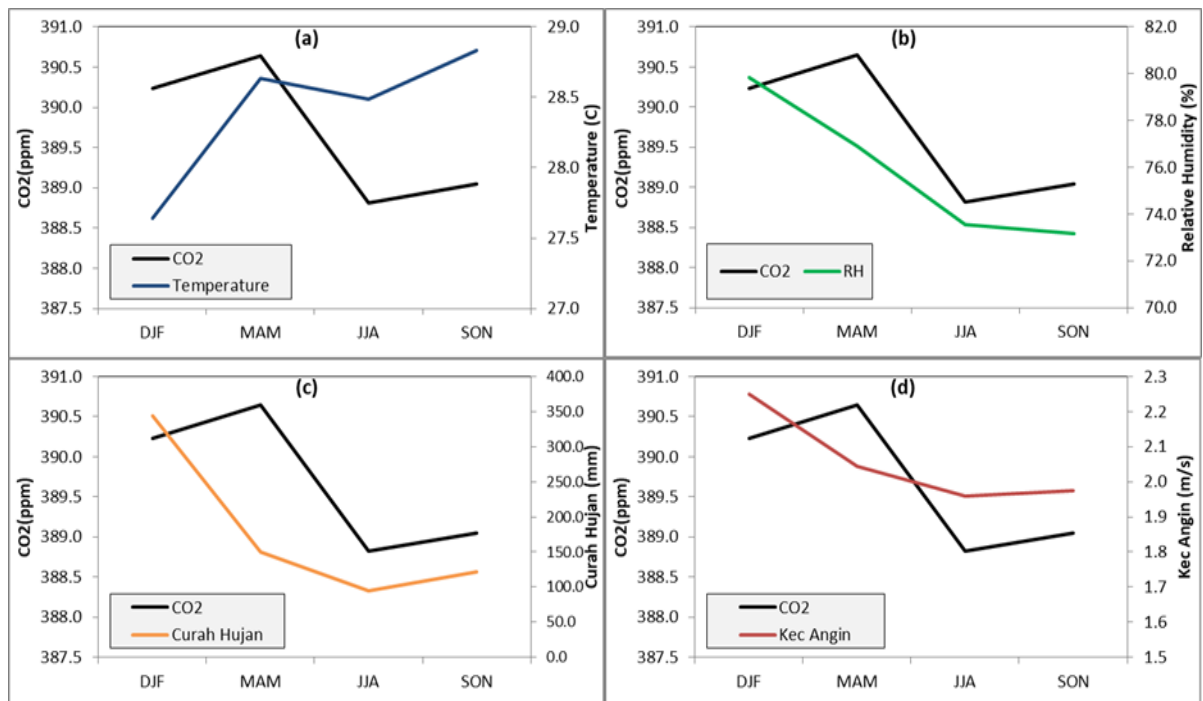 (a)
CO2(ppm)
391.0
390.5
390.0
389.5
389.0
388.5
388.0
387.5
29.0
28.5
28.0
27.5
27.0
Temperature (C)
CO2
Temperature
DJF MAM JJA SON
(b)
CO2(ppm)
391.0
390.5
390.0
389.5
389.0
388.5
388.0
387.5
82.0
80.0
78.0
76.0
74.0
72.0
70.0
Relative Humidity (%)
CO2 RH
DJF MAM JJA SON
(c)
CO2(ppm)
391.0
390.5
390.0
389.5
389.0
388.5
388.0
387.5
400.0
350.0
300.0
250.0
200.0
150.0
100.0
50.0
0.0
Curah Hujan (mm)
CO2
Curah Hujan
DJF MAM JJA SON
(d)
CO2(ppm)
391.0
390.5
390.0
389.5
389.0
388.5
388.0
387.5
2.3
2.2
2.1
2.0
1.9
1.8
1.7
1.6
1.5
Kec Angin (m/s)
CO2
Kec Angin
DJF MAM JJA SON